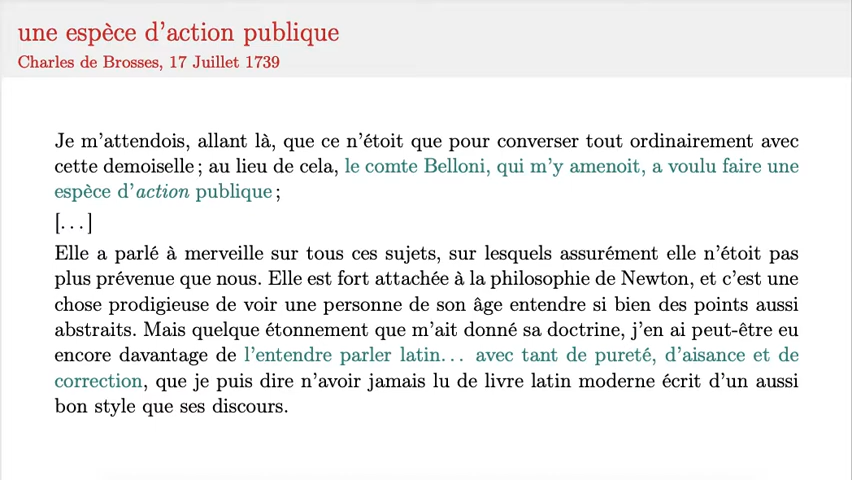 une espèce d'action publique
Charles de Brosses, 17 Juillet 1739
Je m'attendois, allant là, que ce n'étoit que pour converser tout ordinairement avec
cette demoiselle ; au lieu de cela, le comte Belloni, qui m'y amenoit, a voulu faire une
espèce d'action publique ;
[...]
Elle a parlé à merveille sur tous ces sujets, sur lesquels assurément elle n'étoit pas
plus prévenue que nous. Elle est fort attachée à la philosophie de Newton, et c'est une
chose prodigieuse de voir une personne de son âge entendre si bien des points aussi
abstraits. Mais quelque étonnement que m'ait donné sa doctrine, j'en ai peut-être eu
encore davantage de l'entendre parler latin... avec tant de pureté, d'aisance et de
correction, que je puis dire n'avoir jamais lu de livre latin moderne écrit d'un aussi
bon style que ses discours.